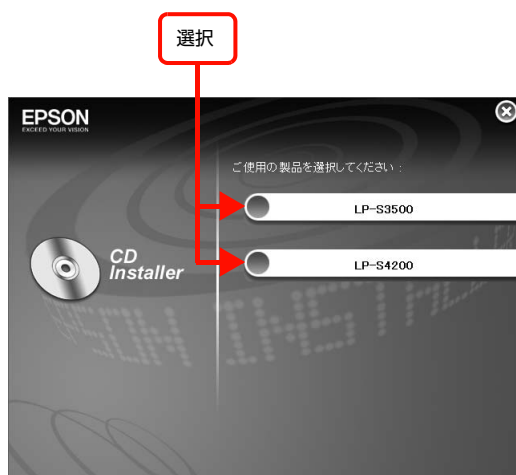 選択
EPSON
EXCEED YOUR VISION
ご使用の製品を選択してください :
LP-S3500
CD
Installer
LP-S4200